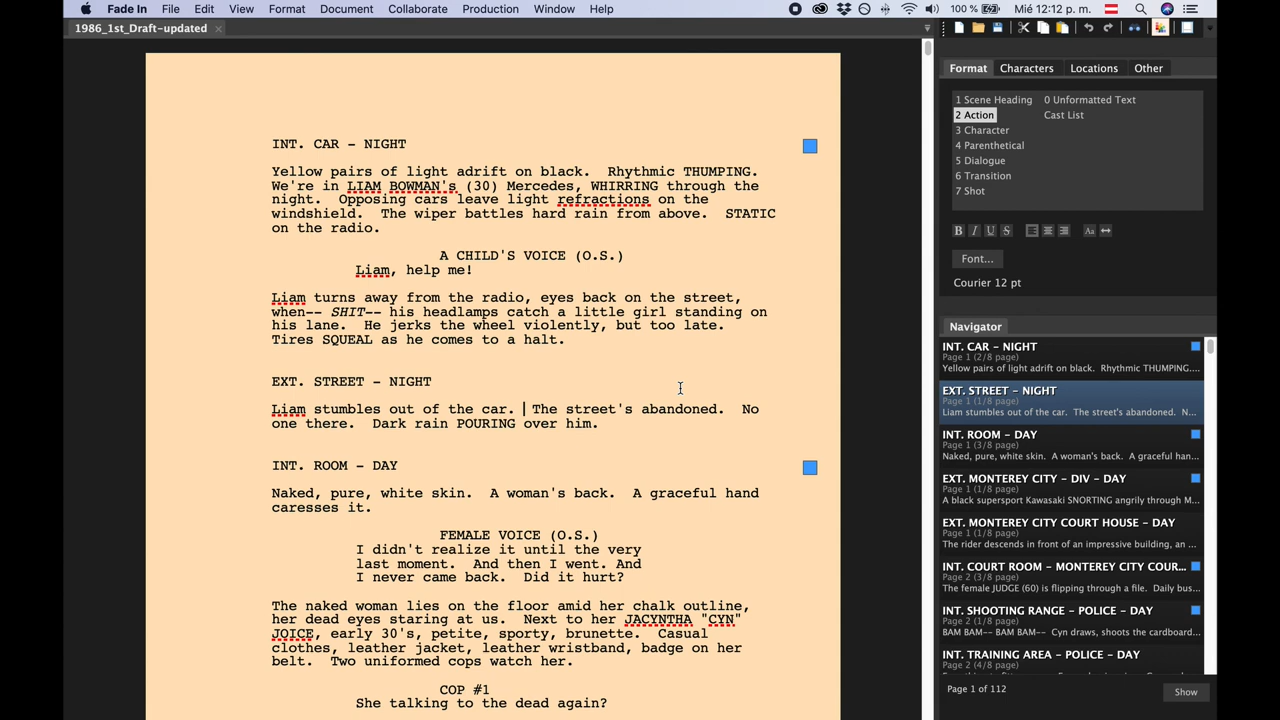 Fade In File Edit View Format Document Collaborate Production Window Help 100 % Mié 12:12 p. m.
1986_1st_Draft-updated
INT. CAR - NIGHT
Yellow pairs of light adrift on black. Rhythmic THUMPING.
We're in LIAM BOWMAN's (30) Mercedes, WHIRRING through the
night. Opposing cars leave light refractions on the
windshield. The wiper battles hard rain from above. STATIC
on the radio.
A CHILD'S VOICE (O.S.)
Liam, help me!
Liam turns away from the radio, eyes back on the street,
when-- SHIT-- his headlamps catch a little girl standing on
his lane. He jerks the wheel violently, but too late.
Tires SQUEAL as he comes to a halt.
EXT. STREET - NIGHT
Liam stumbles out of the car. The street's abandoned. No
one there. Dark rain POURING over him.
INT. ROOM - DAY
Naked, pure, white skin. A woman's back. A graceful hand
caresses it.
FEMALE VOICE (O.S.)
I didn't realize it until the very
last moment. And then I went. And
I never came back. Did it hurt?
The naked woman lies on the floor amid her chalk outline,
her dead eyes staring at us. Next to her JACYNTHA "CYN"
JOICE, early 30's, petite, sporty, brunette. Casual
clothes, leather jacket, leather wristband, badge on her
belt. Two uniformed cops watch her.
COP #1
She talking to the dead again?
Format Characters Locations Other
1 Scene Heading 0 Unformatted Text
2 Action Cast List
3 Character
4 Parenthetical
5 Dialogue
6 Transition
7 Shot
B I U S Aa
Font...
Courier 12 pt
Navigator
INT. CAR - NIGHT
Page 1 (2/8 page)
Yellow pairs of light adrift on black. Rhythmic THUMPING....
EXT. STREET - NIGHT
Page 1 (1/8 page)
Liam stumbles out of the car. The street's abandoned. N...
INT. ROOM - DAY
Page 1 (3/8 page)
Naked, pure, white skin. A woman's back. A graceful han...
EXT. MONTEREY CITY - DIV - DAY
Page 1 (1/8 page)
A black supersport Kawasaki SNORTING angrily through M...
EXT. MONTEREY CITY COURT HOUSE - DAY
Page 1 (1/8 page)
The rider descends in front of an impressive building, an ...
INT. COURT ROOM - MONTEREY CITY COUR...
Page 2 (3/8 page)
The female JUDGE (60) is flipping through a file. Daily bus...
INT. SHOOTING RANGE - POLICE - DAY
Page 2 (1/8 page)
BAM BAM-- BAM BAM-- Cyn draws, shoots the cardboard...
INT. TRAINING AREA - POLICE - DAY
Page 2 (4/8 page)
Page 1 of 112
Show